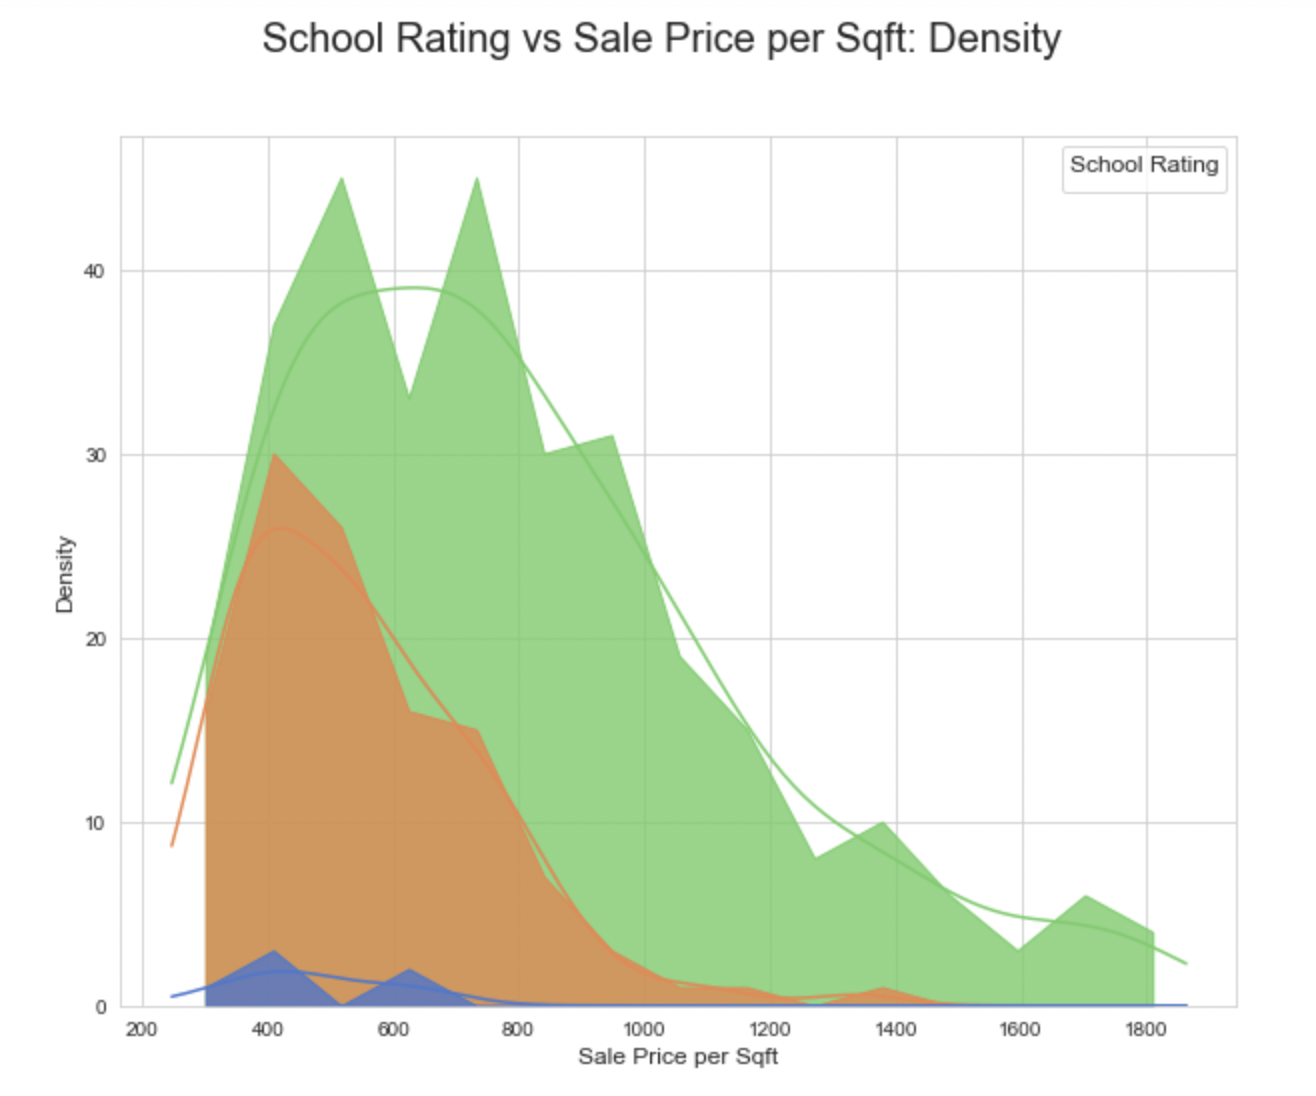 School Rating vs Sale Price per Sqft: Density
School Rating
40
30
20
10
0
Density
200 400 600 800 1000 1200 1400 1600 1800
Sale Price per Sqft